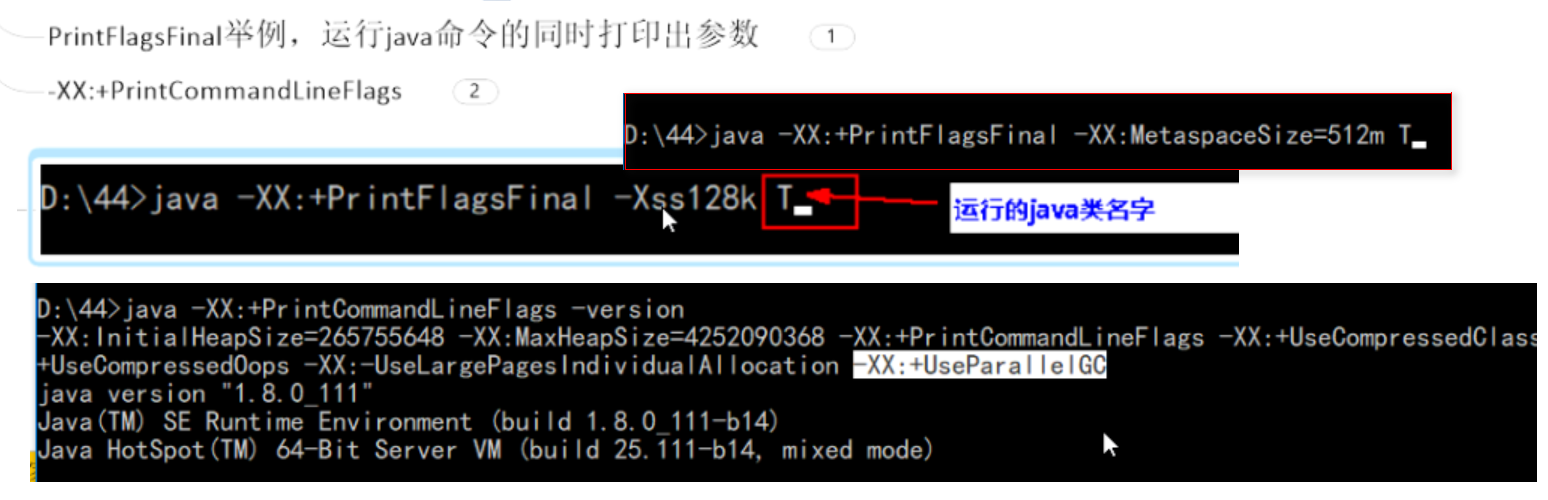 PrintFlagsFinal举例，运行java命令的同时打印出参数 1
-XX:+PrintCommandLineFlags 2
D:\44>java -XX:+PrintFlagsFinal -XX:MetaspaceSize=512m T_
D:\44>java -XX:+PrintFlagsFinal -Xss128k T_
运行的java类名字
D:\44>java -XX:+PrintCommandLineFlags -version
-XX:InitialHeapSize=265755648 -XX:MaxHeapSize=4252090368 -XX:+PrintCommandLineFlags -XX:+UseCompressedClass
+UseCompressedOops -XX:-UseLargePagesIndividualAllocation -XX:+UseParallelGC
java version "1.8.0_111"
Java(TM) SE Runtime Environment (build 1.8.0_111-b14)
Java HotSpot(TM) 64-Bit Server VM (build 25.111-b14, mixed mode)